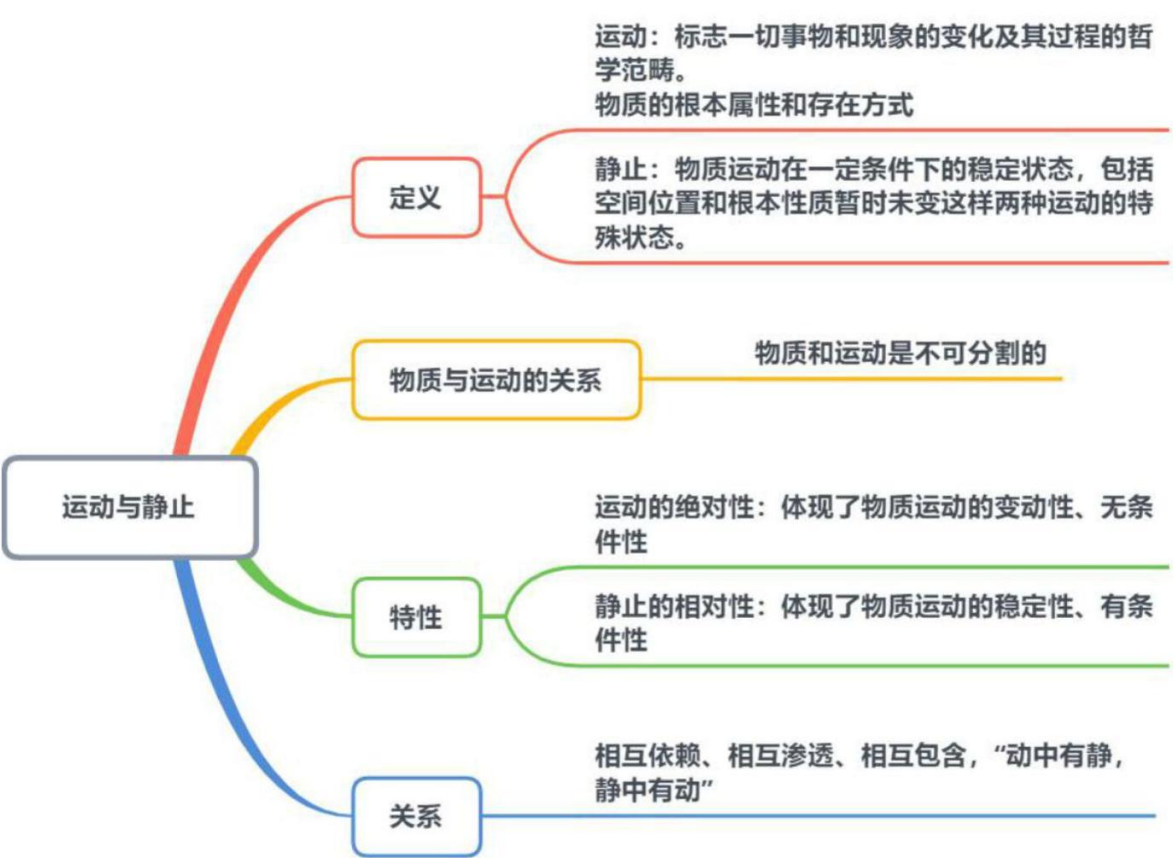 运动：标志一切事物和现象的变化及其过程的哲
学范畴。
物质的根本属性和存在方式
定义
静止：物质运动在一定条件下的稳定状态，包括
空间位置和根本性质暂时未变这样两种运动的特
殊状态。
物质与运动的关系
物质和运动是不可分割的
运动与静止
运动的绝对性：体现了物质运动的变动性、无条
件性
特性
静止的相对性：体现了物质运动的稳定性、有条
件性
关系
相互依赖、相互渗透、相互包含，“动中有静，
静中有动”